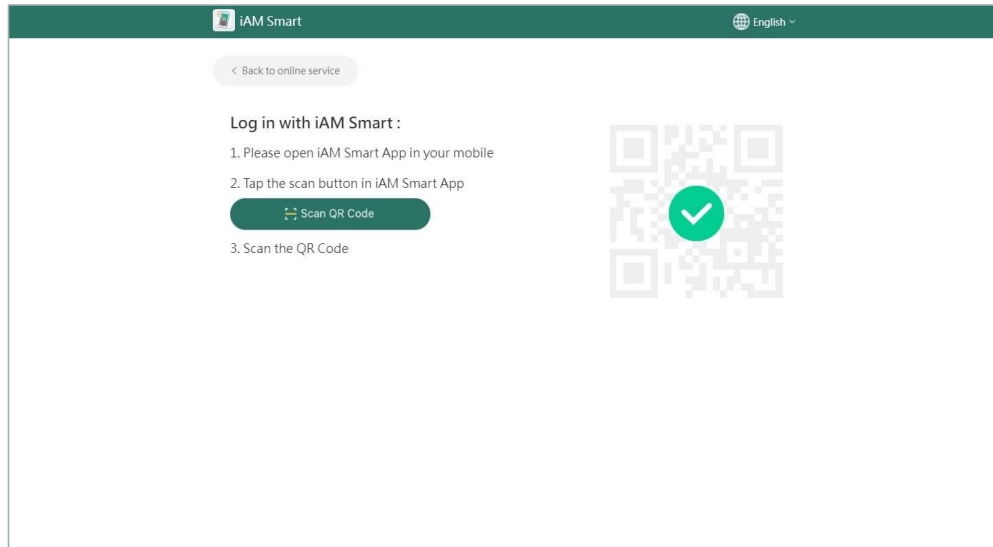 iAM Smart
English
< Back to online service
Log in with iAM Smart :
1. Please open iAM Smart App in your mobile
2. Tap the scan button in iAM Smart App
Scan QR Code
3. Scan the QR Code